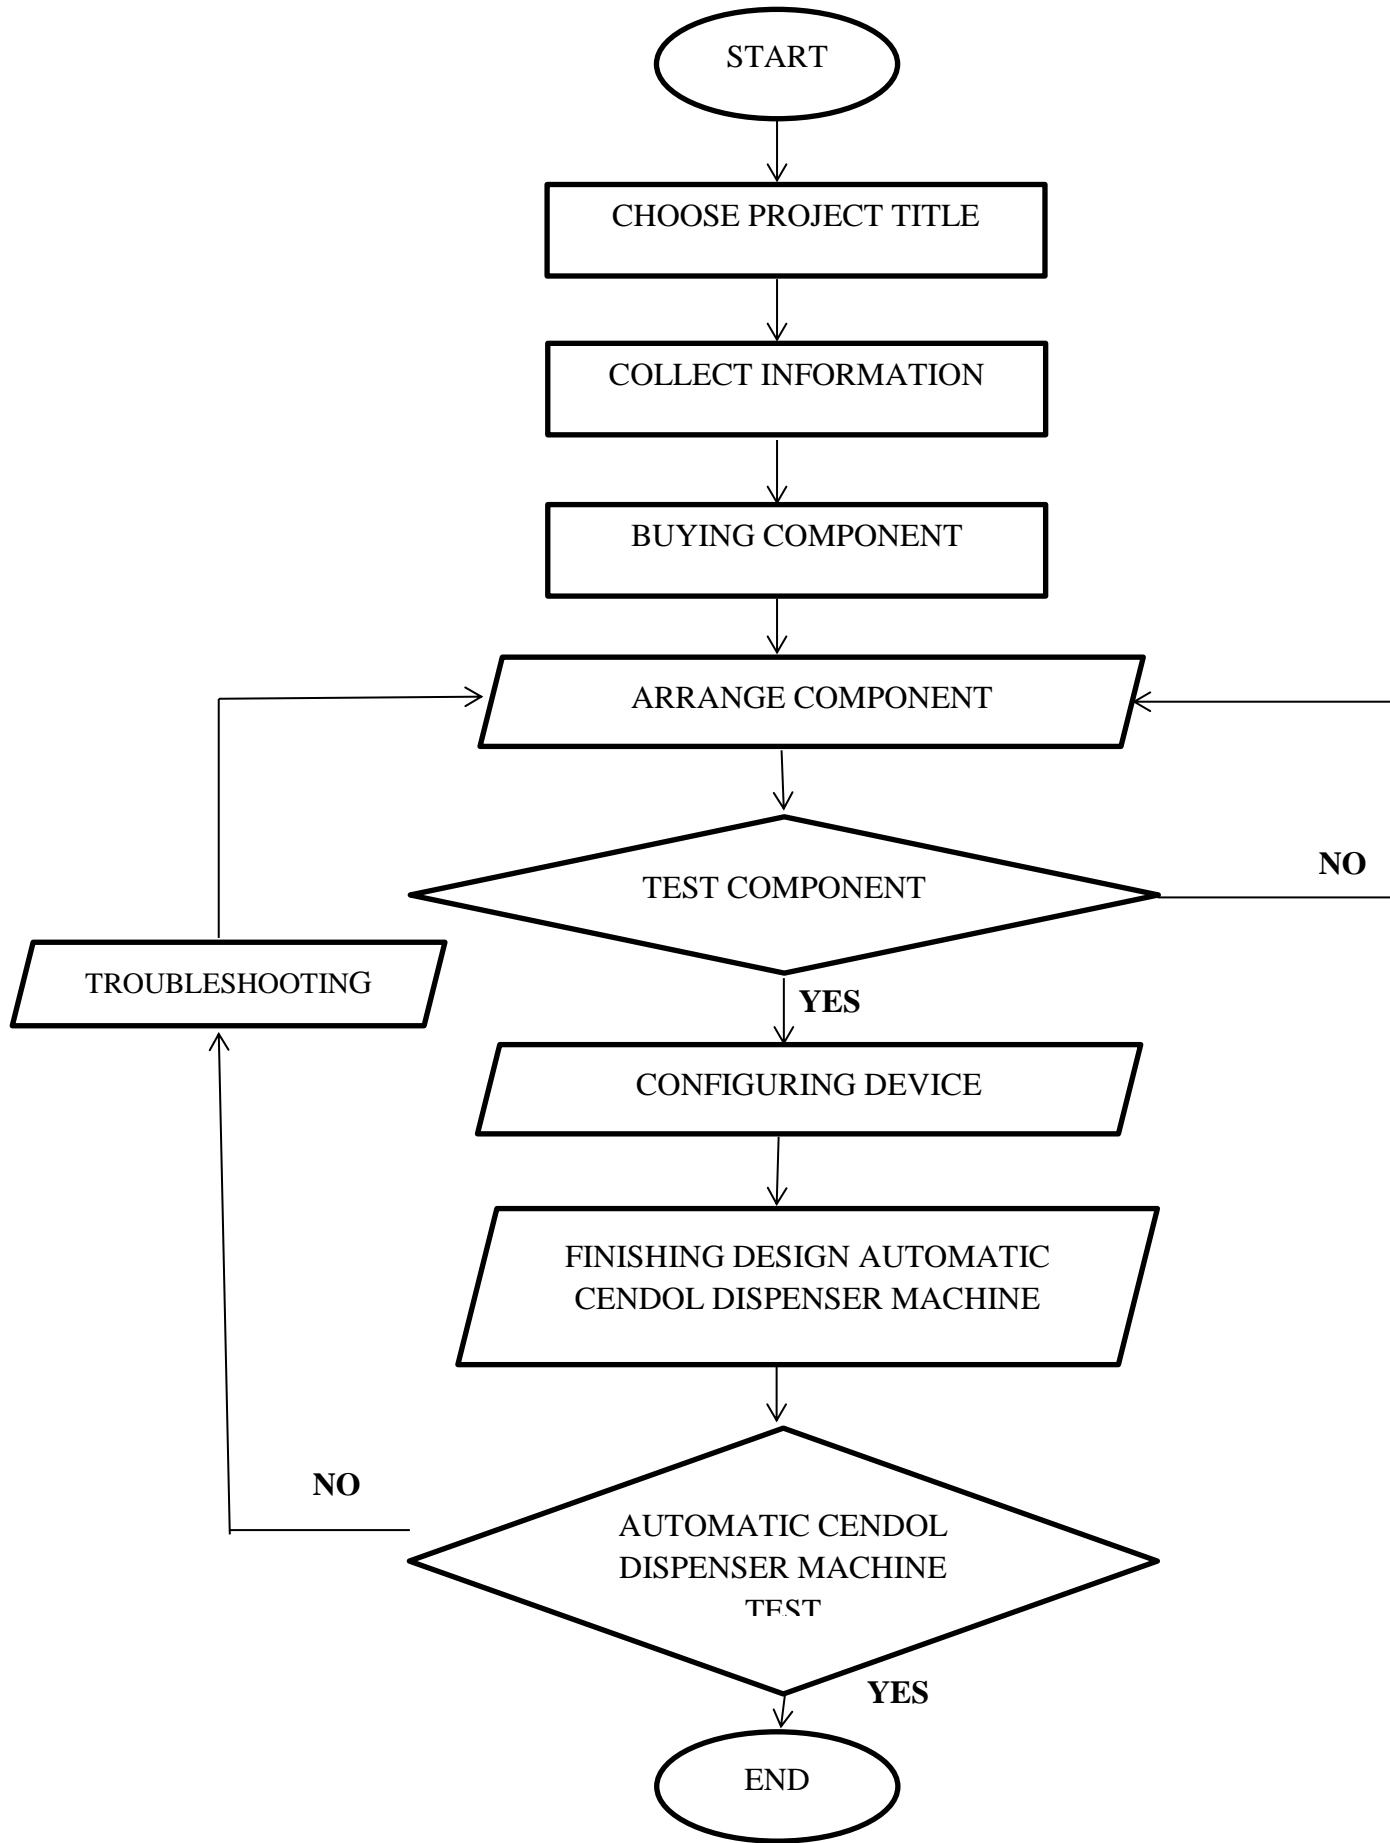 START
CHOOSE PROJECT TITLE
COLLECT INFORMATION
BUYING COMPONENT
ARRANGE COMPONENT
TEST COMPONENT
NO
TROUBLESHOOTING
YES
CONFIGURING DEVICE
FINISHING DESIGN AUTOMATIC
CENDOL DISPENSER MACHINE
NO
AUTOMATIC CENDOL
DISPENSER MACHINE
TEST
YES
END